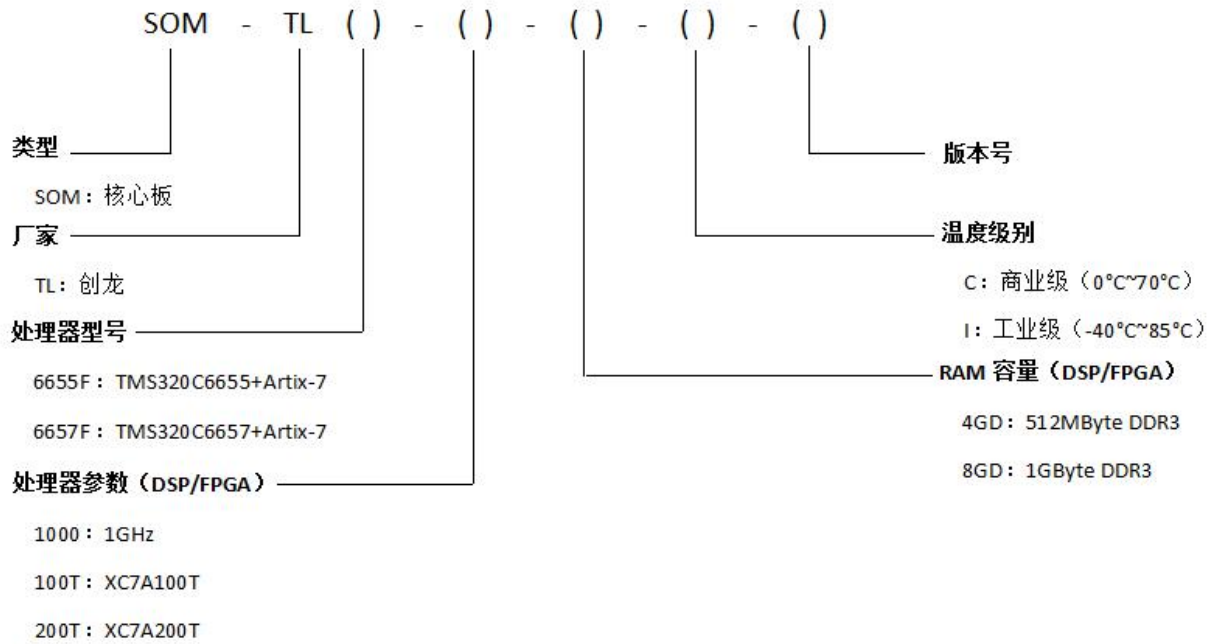 SOM - TL ( ) - ( ) - ( ) - ( ) - ( )
类型
SOM：核心板
厂家
TL：创龙
处理器型号
6655F：TMS320C6655+Artix-7
6657F：TMS320C6657+Artix-7
处理器参数（DSP/FPGA）
1000：1GHz
100T：XC7A100T
200T：XC7A200T
版本号
温度级别
C：商业级（0°C~70°C）
I：工业级（-40°C~85°C）
RAM 容量（DSP/FPGA）
4GD：512MByte DDR3
8GD：1GByte DDR3